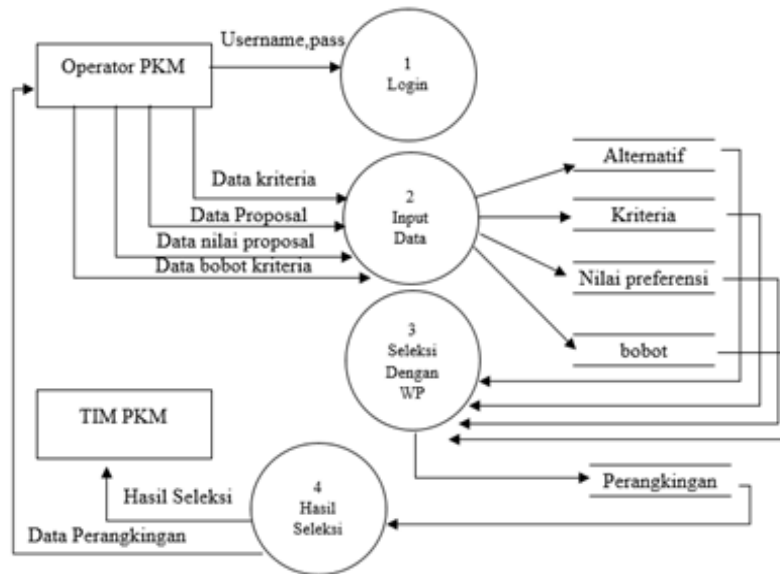 Username,pass
Operator PKM
1
Login
Data kriteria
Data Proposal
Data nilai proposal
Data bobot kriteria
2
Input
Data
Alternatif
Kriteria
Nilai preferensi
bobot
3
Seleksi
Dengan
WP
TIM PKM
Perangkingan
Hasil Seleksi
4
Hasil
Seleksi
Data Perangkingan